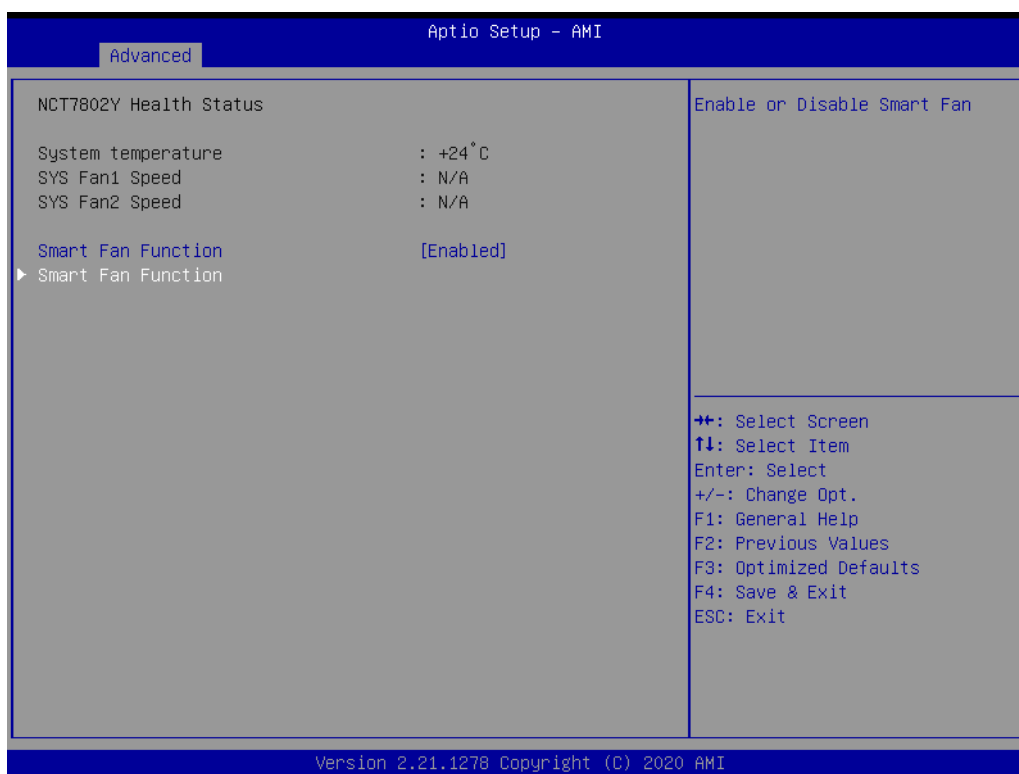 Aptio Setup – AMI
Advanced
NCT7802Y Health Status
System temperature : +24°C
SYS Fan1 Speed : N/A
SYS Fan2 Speed : N/A
Smart Fan Function [Enabled]
▶ Smart Fan Function
Enable or Disable Smart Fan
→←: Select Screen
↑↓: Select Item
Enter: Select
+/-: Change Opt.
F1: General Help
F2: Previous Values
F3: Optimized Defaults
F4: Save & Exit
ESC: Exit
Version 2.21.1278 Copyright (C) 2020 AMI